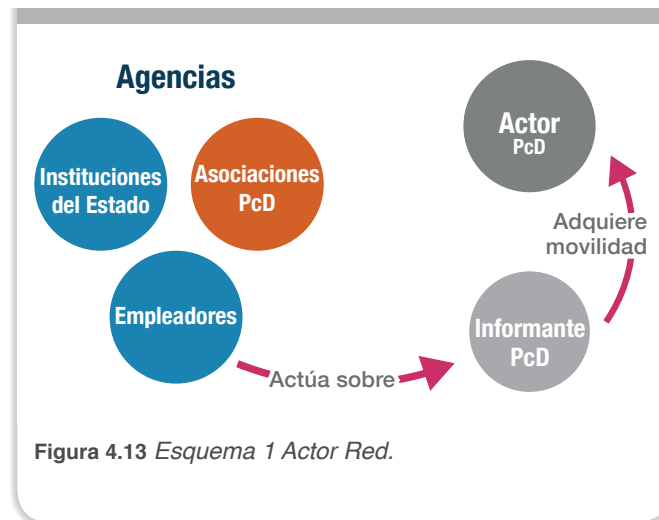 Agencias
Instituciones
del Estado
Asociaciones
PcD
Empleadores
Actúa sobre
Informante
PcD
Adquiere
movilidad
Actor
PcD
Figura 4.13 Esquema 1 Actor Red.